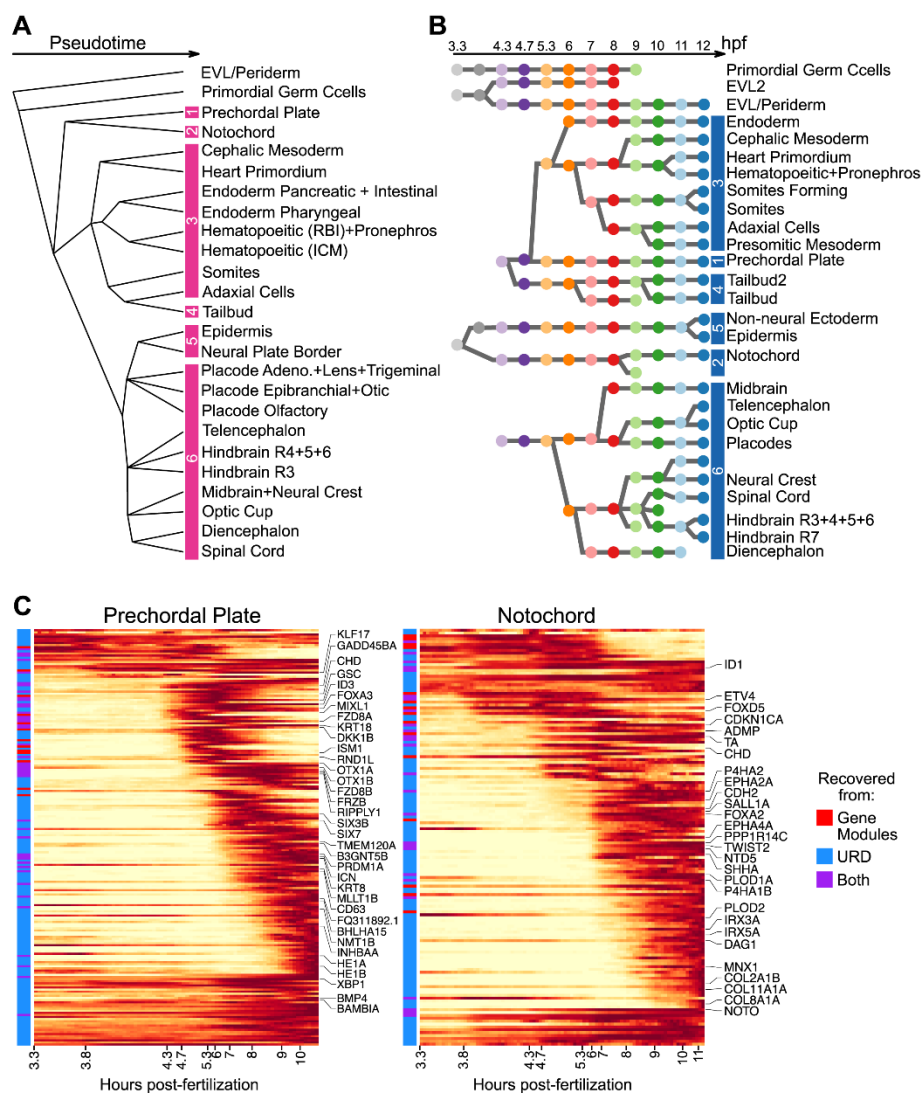 A
Pseudotime
EVL/Periderm
Primordial Germ Ccells
Prechordal Plate
Notochord
Cephalic Mesoderm
Heart Primordium
Endoderm Pancreatic + Intestinal
Endoderm Pharyngeal
Hematopoeitic (RBI)+Pronephros
Hematopoeitic (ICM)
Somites
Adaxial Cells
Tailbud
Epidermis
Neural Plate Border
Placode Adeno.+Lens+Trigeminal
Placode Epibranchial+Otic
Placode Olfactory
Telencephalon
Hindbrain R4+5+6
Hindbrain R3
Midbrain+Neural Crest
Optic Cup
Diencephalon
Spinal Cord
1
2
3
4
5
6
B
hpf
3.3 4.3 4.7 5.3 6 7 8 9 10 11 12
Primordial Germ Ccells
EVL2
EVL/Periderm
Endoderm
Cephalic Mesoderm
Heart Primordium
Hematopoeitic+Pronephros
Somites Forming
Somites
Adaxial Cells
Presomitic Mesoderm
Prechordal Plate
Tailbud2
Tailbud
Non-neural Ectoderm
Epidermis
Notochord
Midbrain
Telencephalon
Optic Cup
Placodes
Neural Crest
Spinal Cord
Hindbrain R3+4+5+6
Hindbrain R7
Diencephalon
3
1
4
5
2
6
C
Prechordal Plate
KLF17
GADD45BA
CHD
GSC
ID3
FOXA3
MIXL1
FZD8A
KRT18
DKK1B
ISM1
RND1L
OTX1A
OTX1B
FZD8B
FRZB
RIPPLY1
SIX3B
SIX7
TMEM120A
B3GNT5B
PRDM1A
ICN
KRT8
MLLT1B
CD63
FQ311892.1
BHLHA15
NMT1B
INHBAA
HE1A
HE1B
XBP1
BMP4
BAMBIA
3.3 3.8 4.3 4.7 5.3 6 7 8 9 10
Hours post-fertilization
Notochord
ID1
ETV4
FOXD5
CDKN1CA
ADMP
TA
CHD
P4HA2
EPHA2A
CDH2
SALL1A
FOXA2
EPHA4A
PPP1R14C
TWIST2
NTD5
SHHA
PLOD1A
P4HA1B
PLOD2
IRX3A
IRX5A
DAG1
MNX1
COL2A1B
COL11A1A
COL8A1A
NOTO
3.3 3.8 4.3 4.7 5.3 6 7 8 9 10 11
Hours post-fertilization
Recovered
from:
Gene
Modules
URD
Both